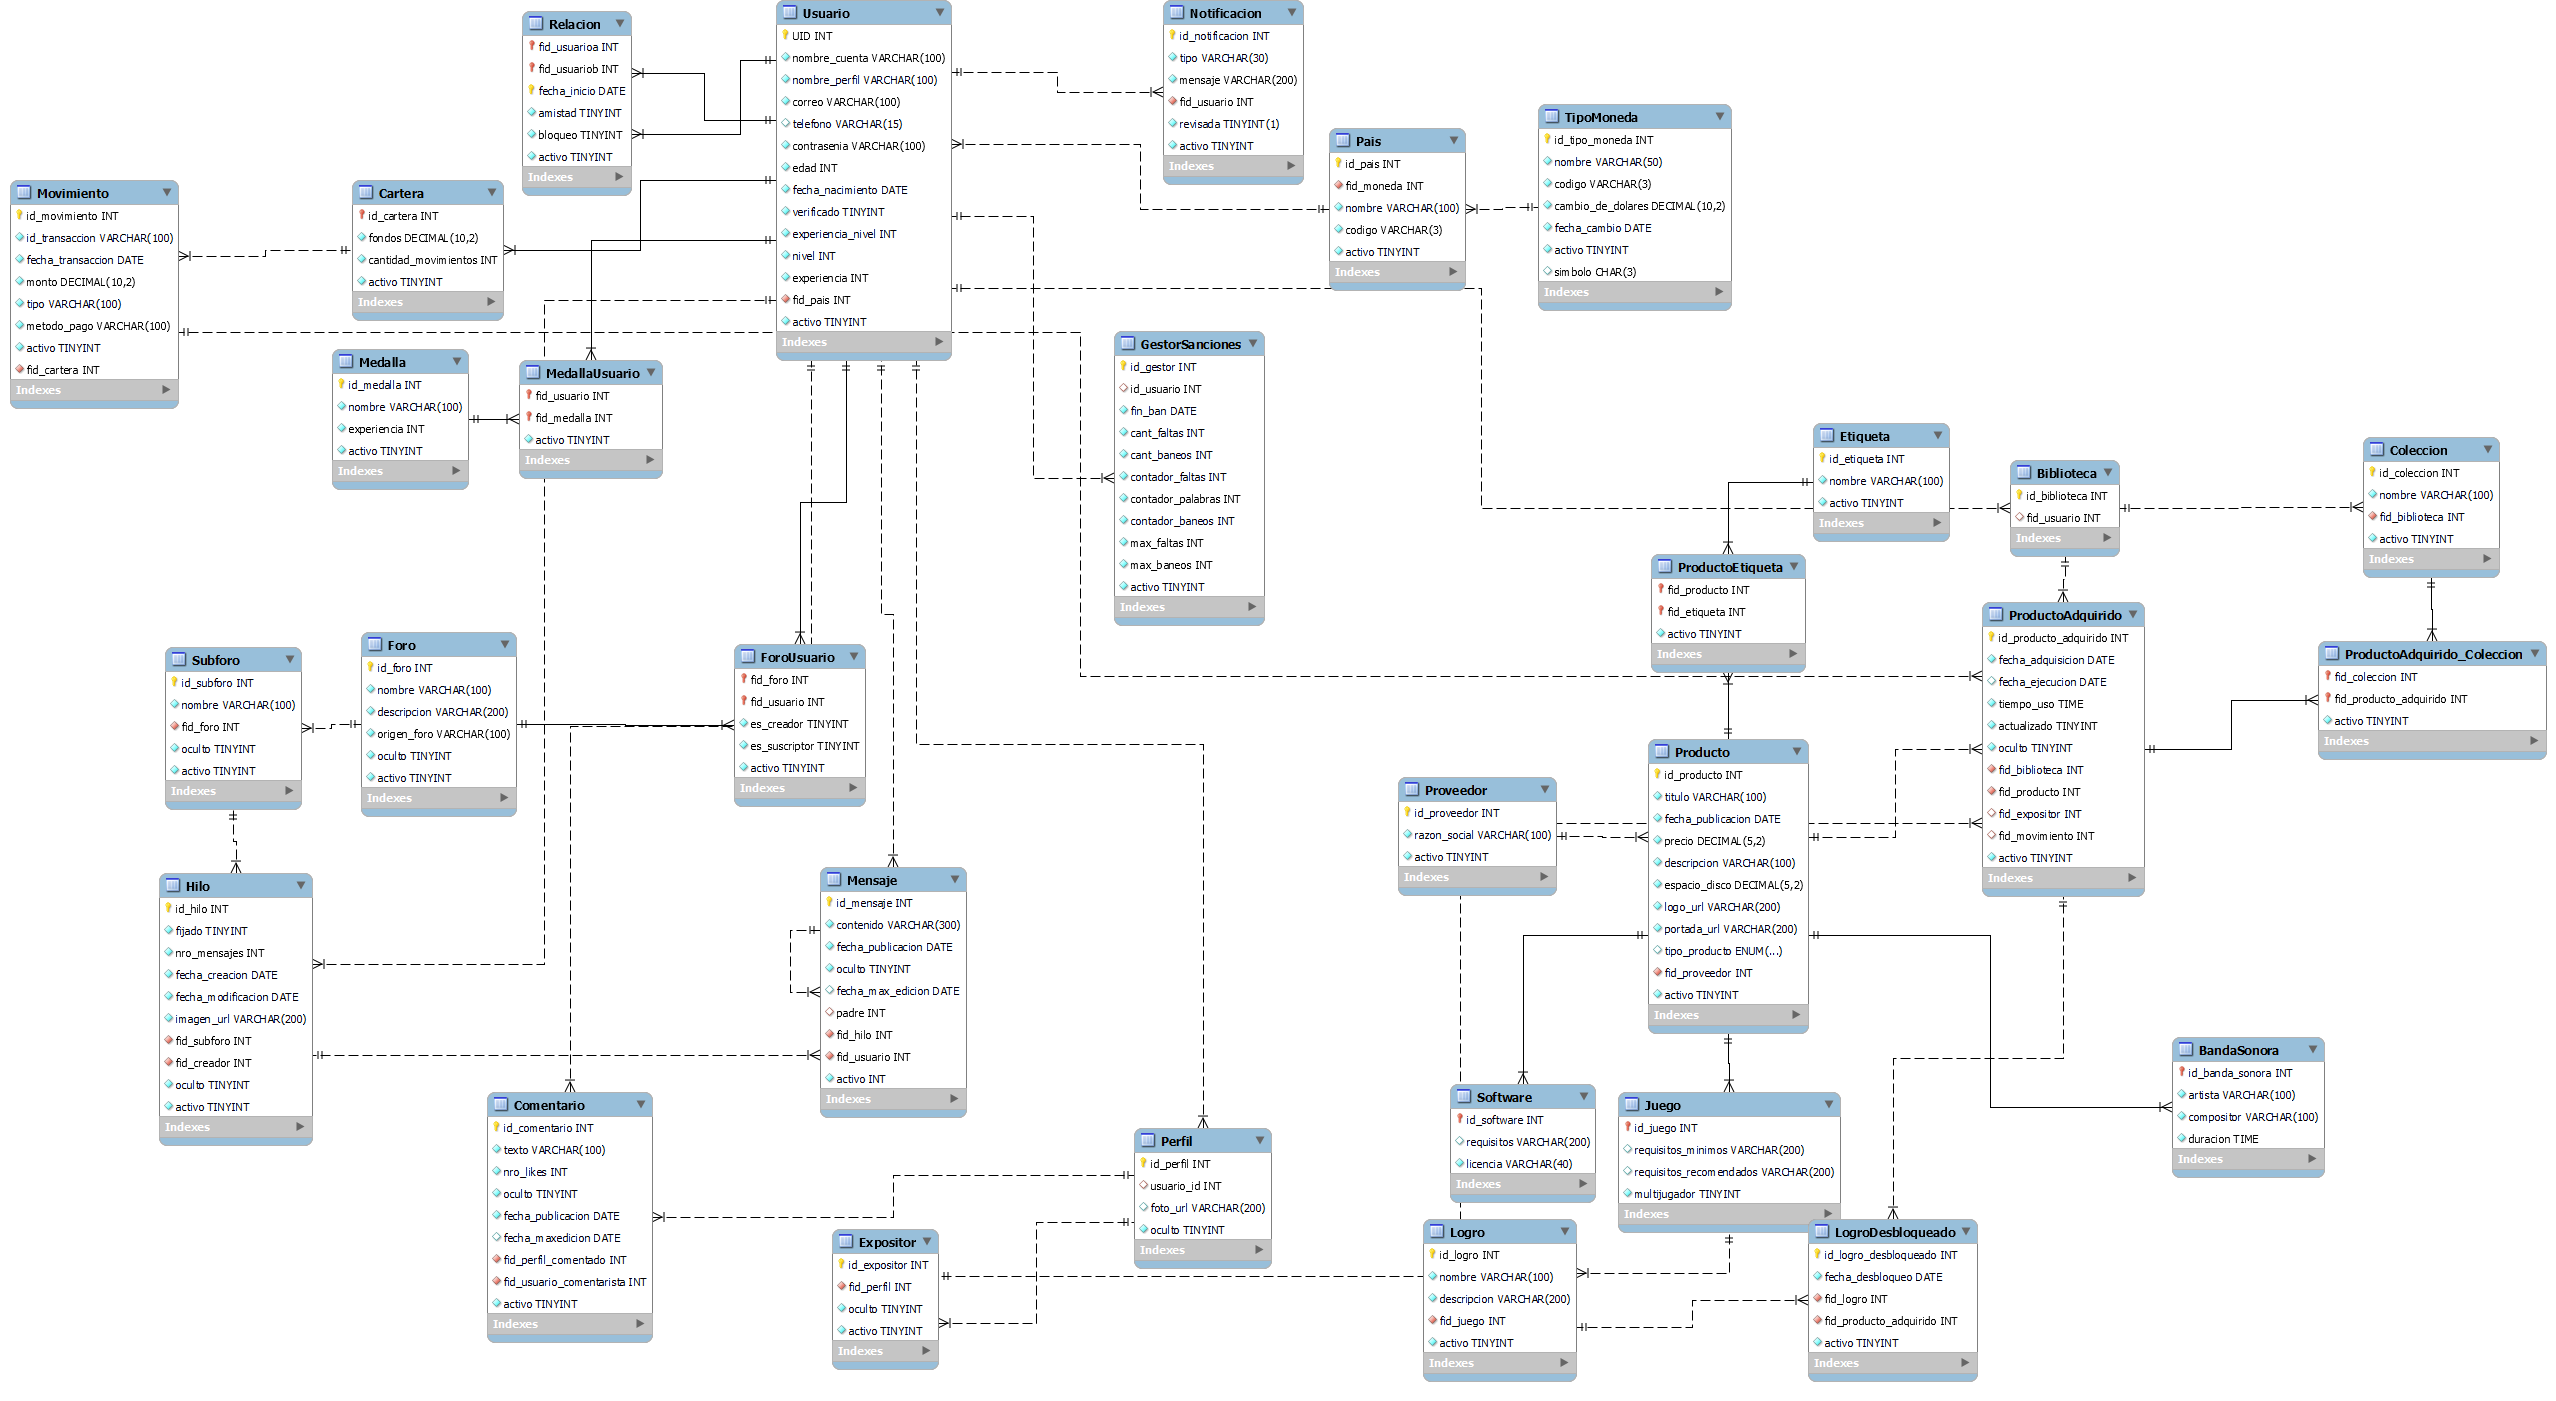 Relacion
fid_usuarioa INT
fid_usuariob INT
fecha_inicio DATE
amistad TINYINT
bloqueo TINYINT
activo TINYINT
Indexes
Usuario
UID INT
nombre_cuenta VARCHAR(100)
nombre_perfil VARCHAR(100)
correo VARCHAR(100)
telefono VARCHAR(15)
contrasenia VARCHAR(100)
edad INT
fecha_nacimiento DATE
verificado TINYINT
experiencia_nivel INT
nivel INT
experiencia INT
fid_pais INT
activo TINYINT
Indexes
Notificacion
id_notificacion INT
tipo VARCHAR(30)
mensaje VARCHAR(200)
fid_usuario INT
revisada TINYINT(1)
activo TINYINT
Indexes
Pais
id_pais INT
fid_moneda INT
nombre VARCHAR(100)
codigo VARCHAR(3)
activo TINYINT
Indexes
TipoMoneda
id_tipo_moneda INT
nombre VARCHAR(50)
codigo VARCHAR(3)
cambio_de_dolares DECIMAL(10,2)
fecha_cambio DATE
activo TINYINT
simbolo CHAR(3)
Indexes
Movimiento
id_movimiento INT
id_transaccion VARCHAR(100)
fecha_transaccion DATE
monto DECIMAL(10,2)
tipo VARCHAR(100)
metodo_pago VARCHAR(100)
activo TINYINT
fid_cartera INT
Indexes
Cartera
id_cartera INT
fondos DECIMAL(10,2)
cantidad_movimientos INT
activo TINYINT
Indexes
Medalla
id_medalla INT
nombre VARCHAR(100)
experiencia INT
activo TINYINT
Indexes
MedallaUsuario
fid_usuario INT
fid_medalla INT
activo TINYINT
Indexes
GestorSanciones
id_gestor INT
id_usuario INT
fin_ban DATE
cant_faltas INT
cant_baneos INT
contador_faltas INT
contador_palabras INT
contador_baneos INT
max_faltas INT
max_baneos INT
activo TINYINT
Indexes
Etiqueta
id_etiqueta INT
nombre VARCHAR(100)
activo TINYINT
Indexes
Biblioteca
id_biblioteca INT
fid_usuario INT
Indexes
Coleccion
id_coleccion INT
nombre VARCHAR(100)
fid_biblioteca INT
activo TINYINT
Indexes
ProductoEtiqueta
fid_producto INT
fid_etiqueta INT
activo TINYINT
Indexes
ProductoAdquirido
id_producto_adquirido INT
fecha_adquisicion DATE
fecha_ejecucion DATE
tiempo_uso TIME
actualizado TINYINT
oculto TINYINT
fid_biblioteca INT
fid_producto INT
fid_expositor INT
fid_movimiento INT
activo TINYINT
Indexes
ProductoAdquirido_Coleccion
fid_coleccion INT
fid_producto_adquirido INT
activo TINYINT
Indexes
Subforo
id_subforo INT
nombre VARCHAR(100)
fid_foro INT
oculto TINYINT
activo TINYINT
Indexes
Foro
id_foro INT
nombre VARCHAR(100)
descripcion VARCHAR(200)
origen_foro VARCHAR(100)
oculto TINYINT
activo TINYINT
Indexes
ForoUsuario
fid_foro INT
fid_usuario INT
es_creador TINYINT
es_suscriptor TINYINT
activo TINYINT
Indexes
Proveedor
id_proveedor INT
razon_social VARCHAR(100)
activo TINYINT
Indexes
Producto
id_producto INT
titulo VARCHAR(100)
fecha_publicacion DATE
precio DECIMAL(5,2)
descripcion VARCHAR(100)
espacio_disco DECIMAL(5,2)
logo_url VARCHAR(200)
portada_url VARCHAR(200)
tipo_producto ENUM(...)
fid_proveedor INT
activo TINYINT
Indexes
Hilo
id_hilo INT
fijado TINYINT
nro_mensajes INT
fecha_creacion DATE
fecha_modificacion DATE
imagen_url VARCHAR(200)
fid_subforo INT
fid_creador INT
oculto TINYINT
activo TINYINT
Indexes
Mensaje
id_mensaje INT
contenido VARCHAR(300)
fecha_publicacion DATE
oculto TINYINT
fecha_max_edicion DATE
padre INT
fid_hilo INT
fid_usuario INT
activo INT
Indexes
Comentario
id_comentario INT
texto VARCHAR(100)
nro_likes INT
oculto TINYINT
fecha_publicacion DATE
fecha_maxedicion DATE
fid_perfil_comentado INT
fid_usuario_comentarista INT
activo TINYINT
Indexes
Perfil
id_perfil INT
usuario_id INT
foto_url VARCHAR(200)
oculto TINYINT
Indexes
Expositor
id_expositor INT
fid_perfil INT
oculto TINYINT
activo TINYINT
Indexes
Software
id_software INT
requisitos VARCHAR(200)
licencia VARCHAR(40)
Indexes
Juego
id_juego INT
requisitos_minimos VARCHAR(200)
requisitos_recomendados VARCHAR(200)
multijugador TINYINT
Indexes
BandaSonora
id_banda_sonora INT
artista VARCHAR(100)
compositor VARCHAR(100)
duracion TIME
Indexes
Logro
id_logro INT
nombre VARCHAR(100)
descripcion VARCHAR(200)
fid_juego INT
activo TINYINT
Indexes
LogroDesbloqueado
id_logro_desbloqueado INT
fecha_desbloqueo DATE
fid_logro INT
fid_producto_adquirido INT
activo TINYINT
Indexes